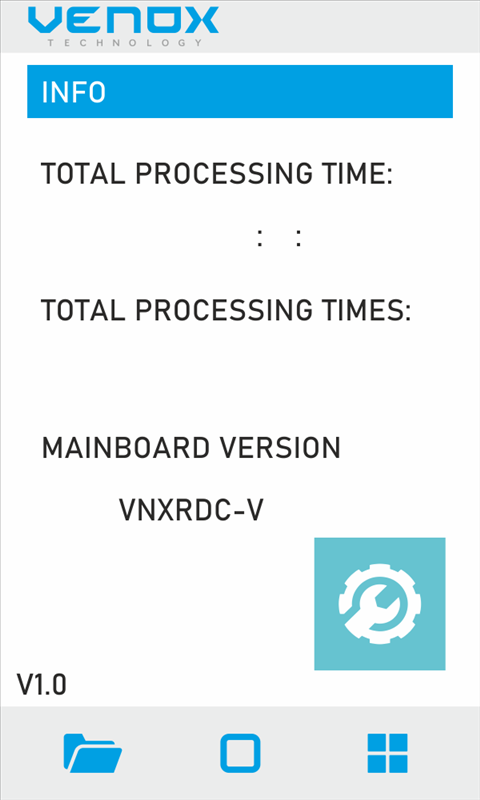 VENOX
TECHNOLOGY
INFO
TOTAL PROCESSING TIME:
: :
TOTAL PROCESSING TIMES:
MAINBOARD VERSION
VNXRDC-V
V1.0